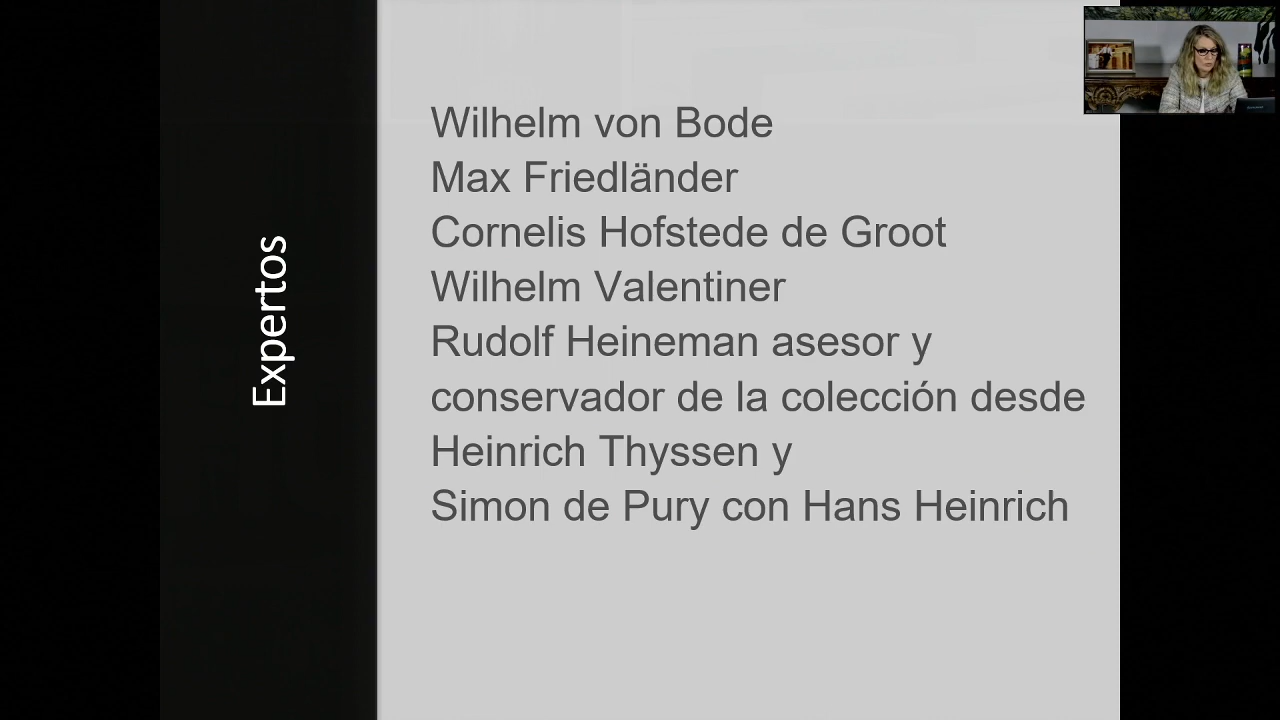 Expertos
Wilhelm von Bode
Max Friedländer
Cornelis Hofstede de Groot
Wilhelm Valentiner
Rudolf Heineman asesor y
conservador de la colección desde
Heinrich Thyssen y
Simon de Pury con Hans Heinrich